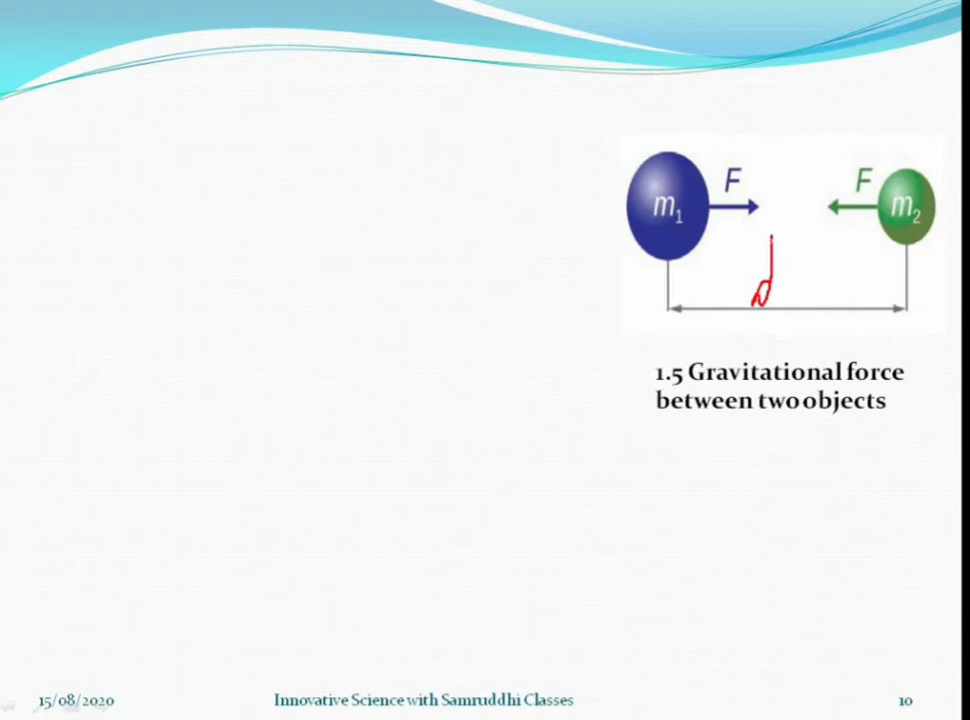 F F
m₁ m₂
d
1.5 Gravitational force
between two objects
15/08/2020 Innovative Science with Samruddhi Classes 10